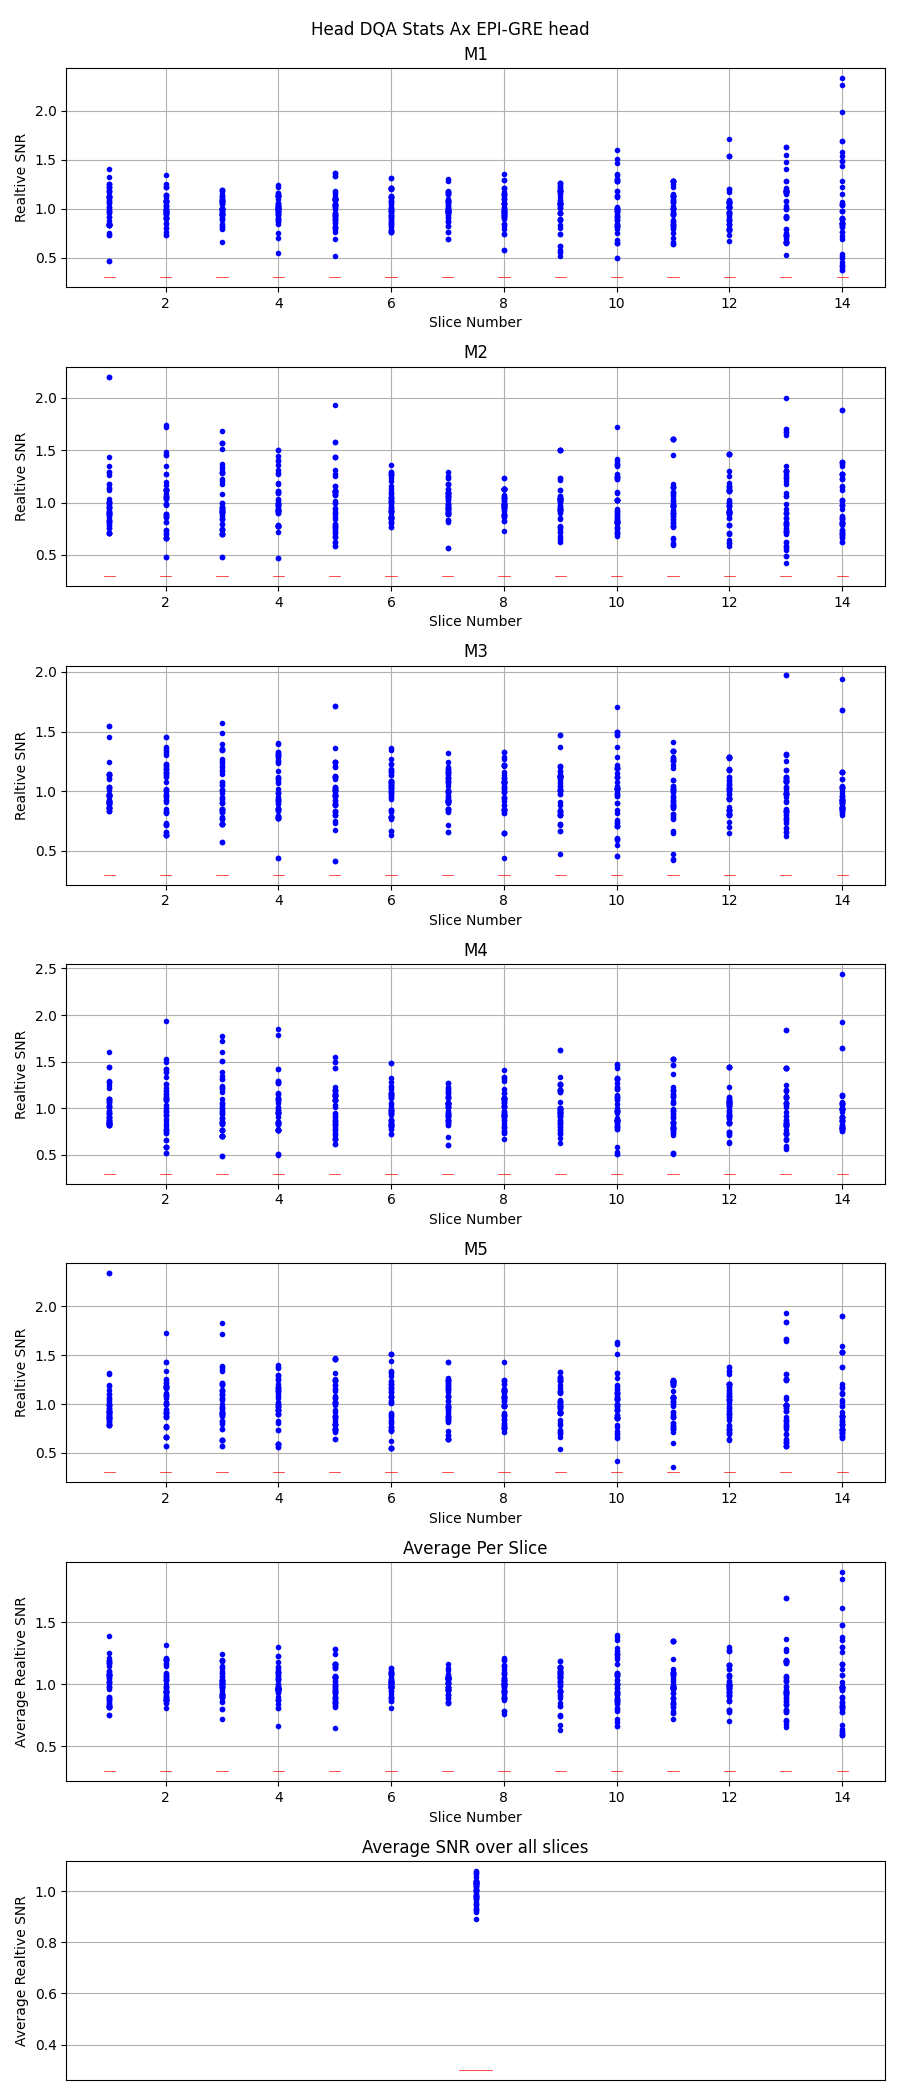 Head DQA Stats Ax EPI-GRE head
M1
Realtive SNR
2.0
1.5
1.0
0.5
2 4 6 8 10 12 14
Slice Number
M2
Realtive SNR
2.0
1.5
1.0
0.5
2 4 6 8 10 12 14
Slice Number
M3
Realtive SNR
2.0
1.5
1.0
0.5
2 4 6 8 10 12 14
Slice Number
M4
Realtive SNR
2.5
2.0
1.5
1.0
0.5
2 4 6 8 10 12 14
Slice Number
M5
Realtive SNR
2.0
1.5
1.0
0.5
2 4 6 8 10 12 14
Slice Number
Average Per Slice
Average Realtive SNR
1.5
1.0
0.5
2 4 6 8 10 12 14
Slice Number
Average SNR over all slices
Average Realtive SNR
1.0
0.8
0.6
0.4